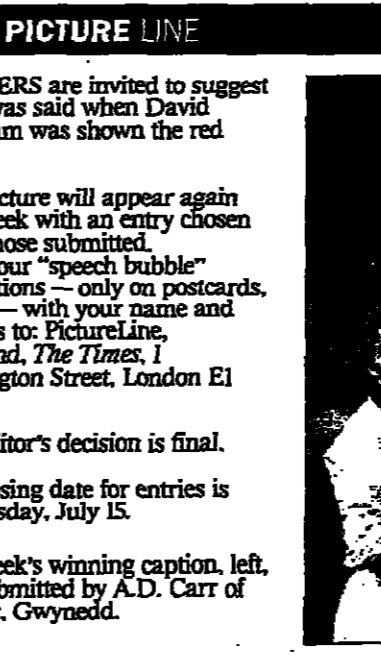 PICTURE LINE
ERS are invited to suggest
was said when David
am was shown the red
cture will appear again
eek with an entry chosen
hose submitted.
our “speech bubble”
tions — only on postcards,
— with your name and
s to: PictureLine,
nd, The Times, 1
gton Street, London E1
itor's decision is final.
sing date for entries is
sday, July 15.
eek's winning caption, left,
bmitted by A.D. Carr of
, Gwynedd.